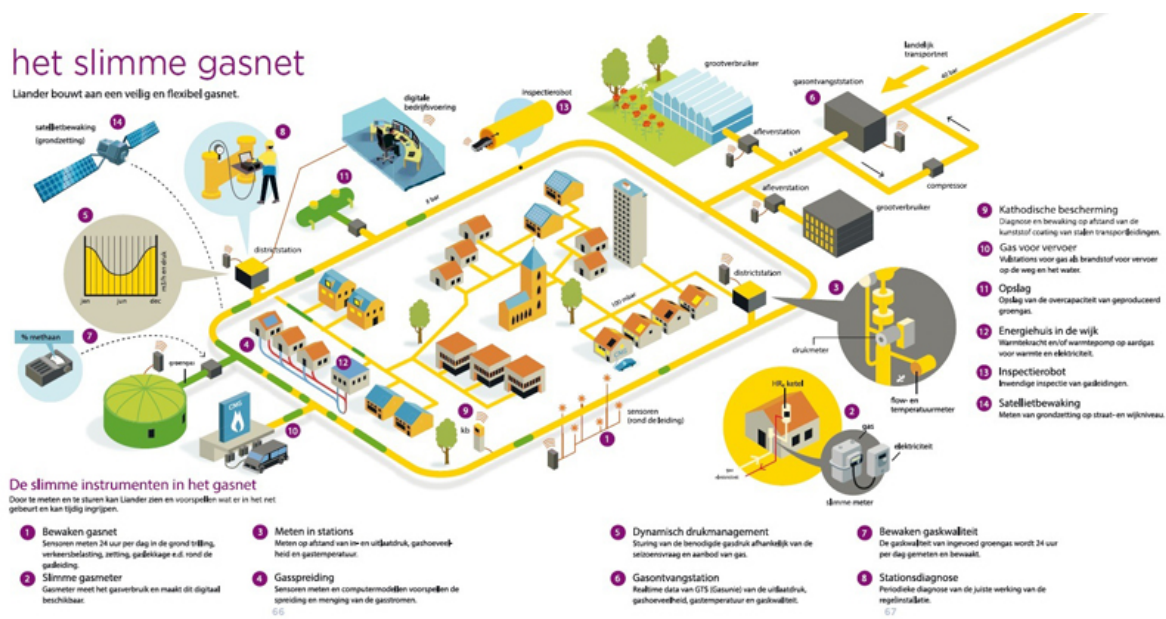 het slimme gasnet
Liander bouwt aan een veilig en flexibel gasnet.
satellietbewaking
(grondzetting)
14
8
digitale
bedrijfsvoering
inspectierobot
13
grootverbruiker
landelijk
transportnet
gasontvangststation
6
40 bar
afleverstation
8 bar
compressor
afleverstation
grootverbruiker
11
8 bar
5
districtstation
m3/h en druk
jan jun dec
% methaan
7
groengas
4
12
CNG
10
9
kb
100 mbar
districtstation
3
drukmeter
flow- en
temperatuurmeter
sensoren
(rond de leiding)
1
HRe ketel
2
gas
elektriciteit
slimme meter
9 Kathodische bescherming
Diagnose en bewaking op afstand van de
kunststof coating van stalen transportleidingen.
10 Gas voor vervoer
Vulstations voor gas als brandstof voor vervoer
op de weg en het water.
11 Opslag
Opslag van de overcapaciteit van geproduceerd
groengas.
12 Energiehuis in de wijk
Warmtekracht en/of warmtepomp op aardgas
voor warmte en elektriciteit.
13 Inspectierobot
Inwendige inspectie van gasleidingen.
14 Satellietbewaking
Meten van grondzetting op straat- en wijkniveau.
De slimme instrumenten in het gasnet
Door te meten en te sturen kan Liander zien en voorspellen wat er in het net
gebeurt en kan tijdig ingrijpen.
1 Bewaken gasnet
Sensoren meten 24 uur per dag in de grond trilling,
verkeersbelasting, zetting, gaslekkage e.d. rond de
gasleiding.
2 Slimme gasmeter
Gasmeter meet het gasverbruik en maakt dit digitaal
beschikbaar.
3 Meten in stations
Meten op afstand van in- en uitlaatdruk, gashoeveel-
heid en gastemperatuur.
4 Gasspreiding
Sensoren meten en computermodellen voorspellen de
spreiding en menging van de gasstromen.
66
5 Dynamisch drukmanagement
Sturing van de benodigde gasdruk afhankelijk van de
seizoensvraag en aanbod van gas.
6 Gasontvangstation
Realtime data van GTS (Gasunie) van de uitlaatdruk,
gashoeveelheid, gastemperatuur en gaskwaliteit.
7 Bewaken gaskwaliteit
De gaskwaliteit van ingevoed groengas wordt 24 uur
per dag gemeten en bewaakt.
8 Stationsdiagnose
Periodieke diagnose van de juiste werking van de
regelinstallatie.
67